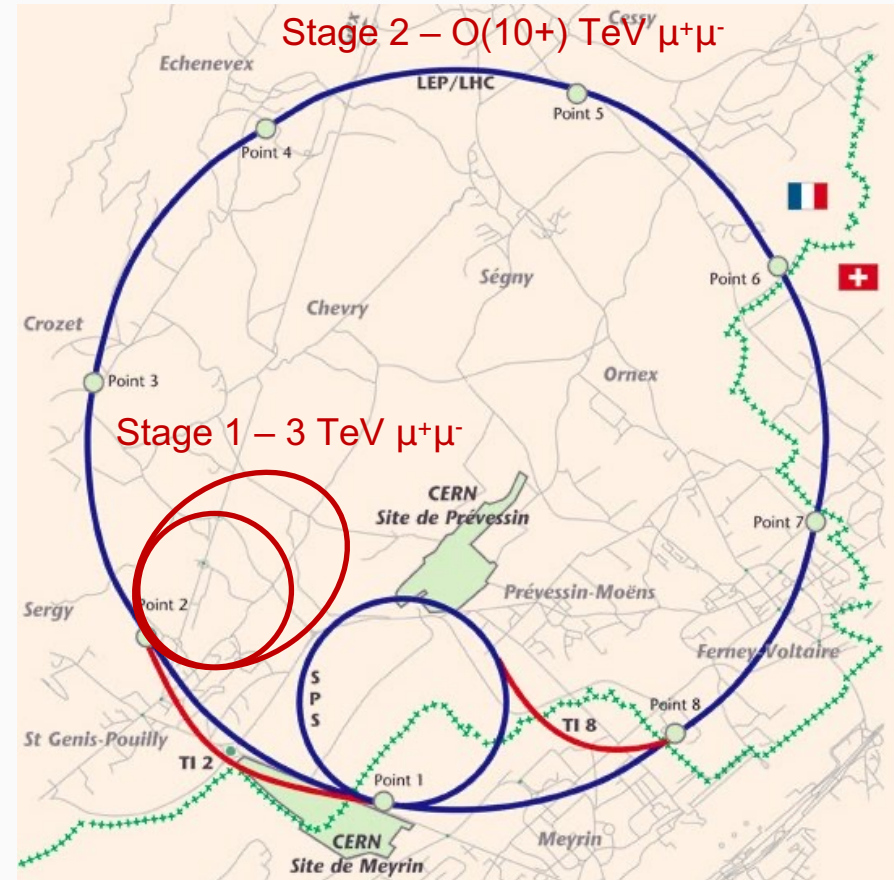 Stage 2 – O(10+) TeV µ⁺µ⁻
Cessy
Echenevex
LEP/LHC
Point 5
Point 4
Point 6
Ségny
Chevry
Crozet
Point 3
Ornex
Stage 1 – 3 TeV µ⁺µ⁻
CERN
Site de Prévessin
Point 7
Prévessin-Moëns
Point 2
Sergy
Ferney-Voltaire
S
P
S
Point 8
TI 8
St Genis-Pouilly
TI 2
Point 1
Meyrin
CERN
Site de Meyrin